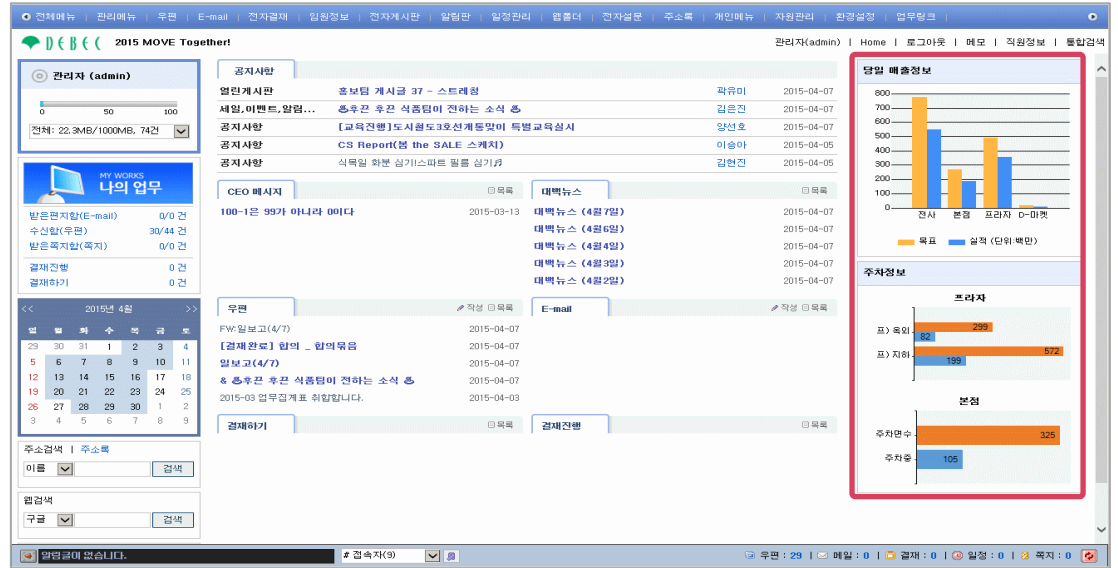 전체메뉴 | 관리메뉴 | 우편 | E-mail | 전자결재 | 임원정보 | 전자게시판 | 알림판 | 일정관리 | 웹폴더 | 전자설문 | 주소록 | 개인메뉴 | 자원관리 | 환경설정 | 업무링크 |
DEBEC 2015 MOVE Together!
관리자(admin) | Home | 로그아웃 | 메모 | 직원정보 | 통합검색
관리자 (admin)
0 50 100
전체: 22.3MB/1000MB, 74건
MY WORKS
나의 업무
받은편지함(E-mail) 0/0 건
수신함(우편) 30/44 건
받은쪽지함(쪽지) 0/0 건
결재진행 0 건
결재하기 0 건
<< 2015년 4월 >>
일 월 화 수 목 금 토
29 30 31 1 2 3 4
5 6 7 8 9 10 11
12 13 14 15 16 17 18
19 20 21 22 23 24 25
26 27 28 29 30 1 2
3 4 5 6 7 8 9
주소검색 | 주소록
이름 검색
웹검색
구글 검색
공지사항
열린게시판 홍보팀 게시글 37 - 스트레칭 곽유미 2015-04-07
세일,이벤트,알림... ♨후끈 후끈 식품팀이 전하는 소식 ♨ 김은진 2015-04-07
공지사항 [교육진행]도시철도3호선개통맞이 특별교육실시 양선호 2015-04-07
공지사항 CS Report(봄 the SALE 스케치) 이승아 2015-04-05
공지사항 식목일 화분 심기!스파트 필름 심기♬ 김현진 2015-04-05
CEO 메시지 목록
100-1은 99가 아니라 0이다 2015-03-13
대백뉴스 목록
대백뉴스 (4월7일) 2015-04-07
대백뉴스 (4월6일) 2015-04-07
대백뉴스 (4월4일) 2015-04-07
대백뉴스 (4월3일) 2015-04-07
대백뉴스 (4월2일) 2015-04-07
우편 작성 목록
FW:일보고(4/7) 2015-04-07
[결재완료] 합의 _ 합의묶음 2015-04-07
일보고(4/7) 2015-04-07
& ♨후끈 후끈 식품팀이 전하는 소식 ♨ 2015-04-07
2015-03 업무집계표 취합합니다. 2015-04-03
E-mail 작성 목록
결재하기 목록
결재진행 목록
당일 매출정보
800
700
600
500
400
300
200
100
0
전사 본점 프라자 D-마켓
목표 실적 (단위:백만)
주차정보
프라자
프) 옥외 299
82
프) 지하 572
199
본점
주차면수 325
주차중 105
알림글이 없습니다.
# 접속자(9)
우편 : 29 | 메일 : 0 | 결재 : 0 | 일정 : 0 | 쪽지 : 0